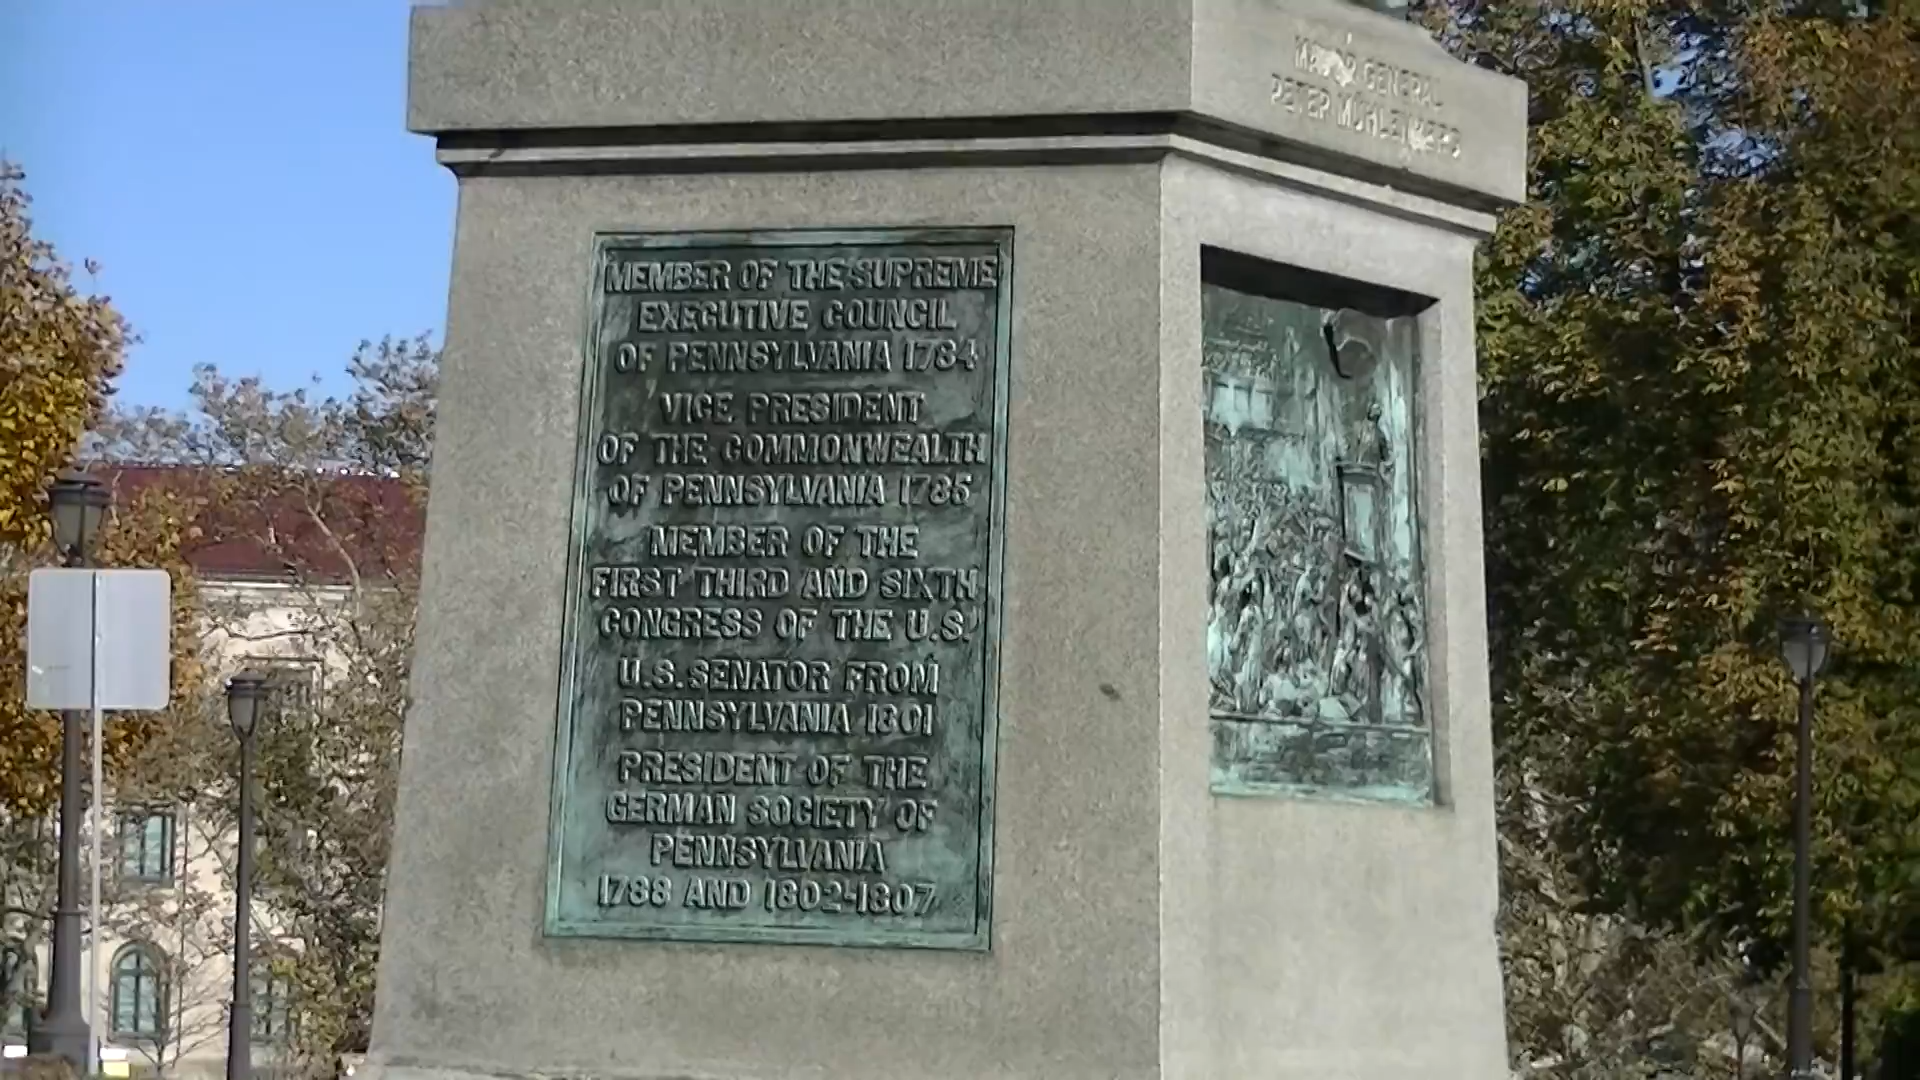 MAJOR GENERAL
PETER MUHLENBERG
MEMBER OF THE SUPREME
EXECUTIVE COUNCIL
OF PENNSYLVANIA 1784
VICE PRESIDENT
OF THE COMMONWEALTH
OF PENNSYLVANIA 1785
MEMBER OF THE
FIRST THIRD AND SIXTH
CONGRESS OF THE U.S.
U.S. SENATOR FROM
PENNSYLVANIA 1801
PRESIDENT OF THE
GERMAN SOCIETY OF
PENNSYLVANIA
1788 AND 1802-1807